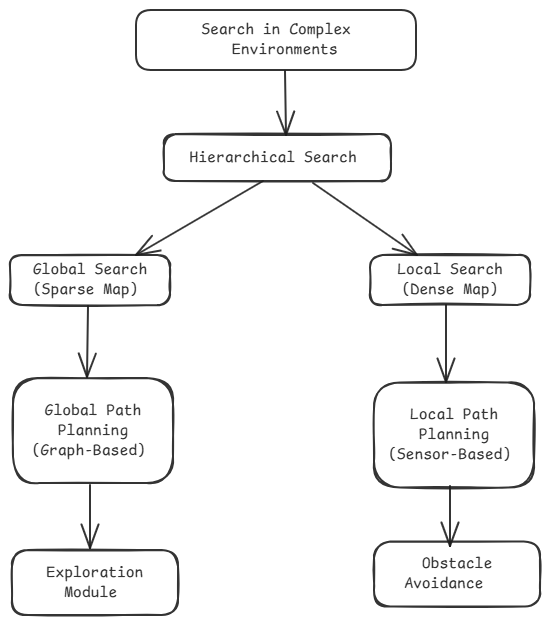 Search in Complex
Environments
Hierarchical Search
Global Search
(Sparse Map)
Local Search
(Dense Map)
Global Path
Planning
(Graph-Based)
Local Path
Planning
(Sensor-Based)
Exploration
Module
Obstacle
Avoidance